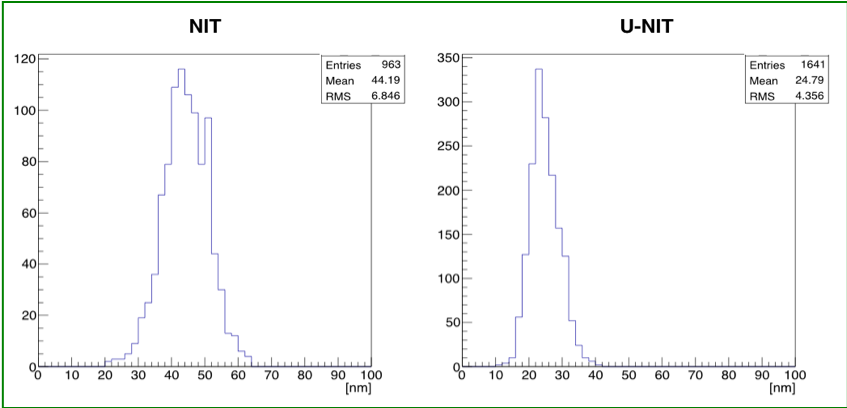 NIT
Entries 963
Mean 44.19
RMS 6.846
120
100
80
60
40
20
0
0 10 20 30 40 50 60 70 80 90 100
[nm]
U-NIT
Entries 1641
Mean 24.79
RMS 4.356
350
300
250
200
150
100
50
0
0 10 20 30 40 50 60 70 80 90 100
[nm]